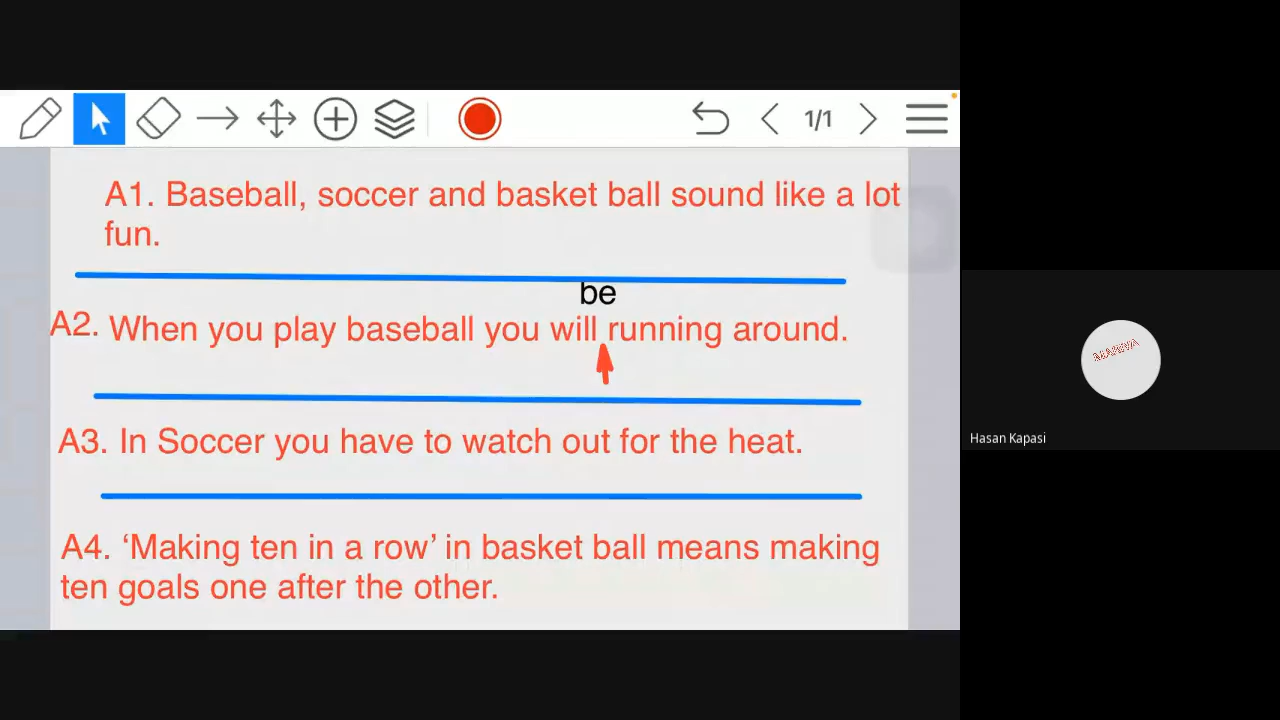 1/1
A1. Baseball, soccer and basket ball sound like a lot
fun.
be
A2. When you play baseball you will running around.
A3. In Soccer you have to watch out for the heat.
A4. ‘Making ten in a row’ in basket ball means making
ten goals one after the other.
Hasan Kapasi